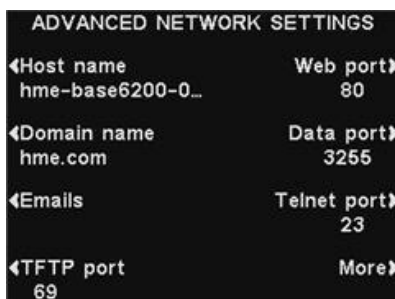 ADVANCED NETWORK SETTINGS
Host name Web port
hme-base6200-0… 80
Domain name Data port
hme.com 3255
Emails Telnet port
23
TFTP port More
69